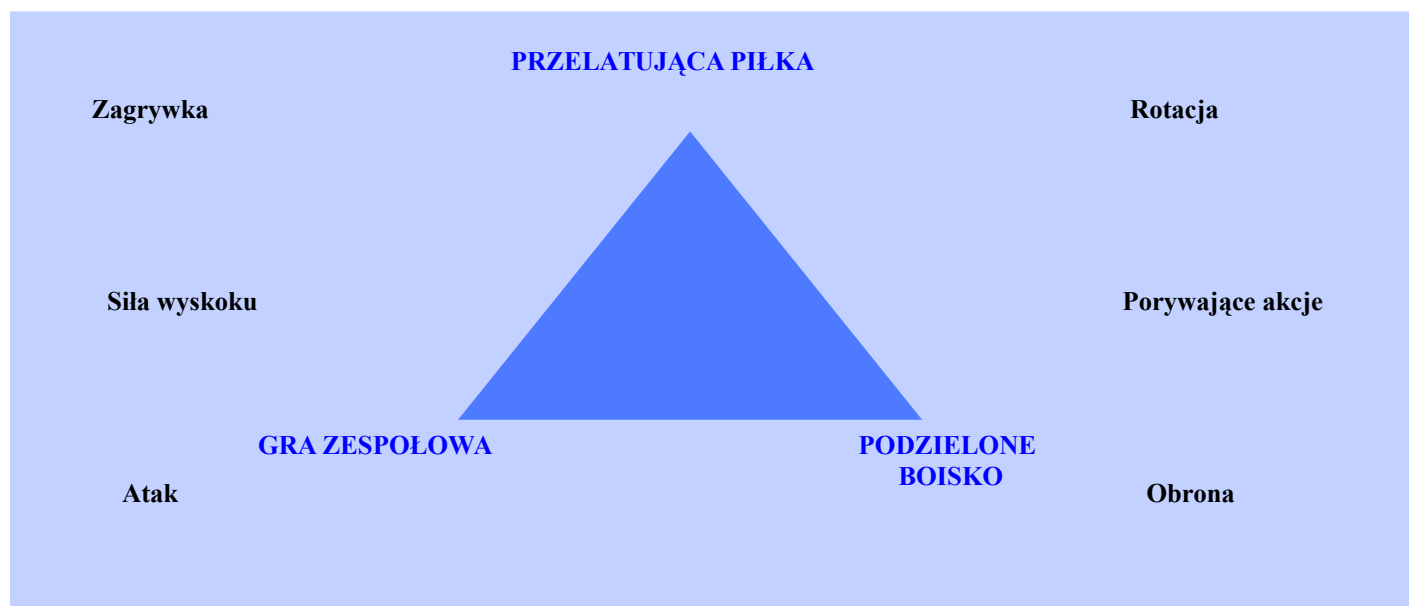 PRZELATUJĄCA PIŁKA
Zagrywka
Rotacja
Siła wyskoku
Porywające akcje
GRA ZESPOŁOWA
PODZIELONE
BOISKO
Atak
Obrona